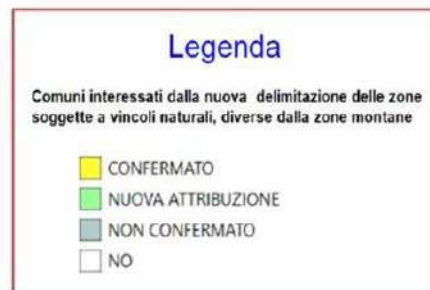 Legenda
Comuni interessati dalla nuova delimitazione delle zone
soggette a vincoli naturali, diverse dalla zone montane
CONFERMATO
NUOVA ATTRIBUZIONE
NON CONFERMATO
NO